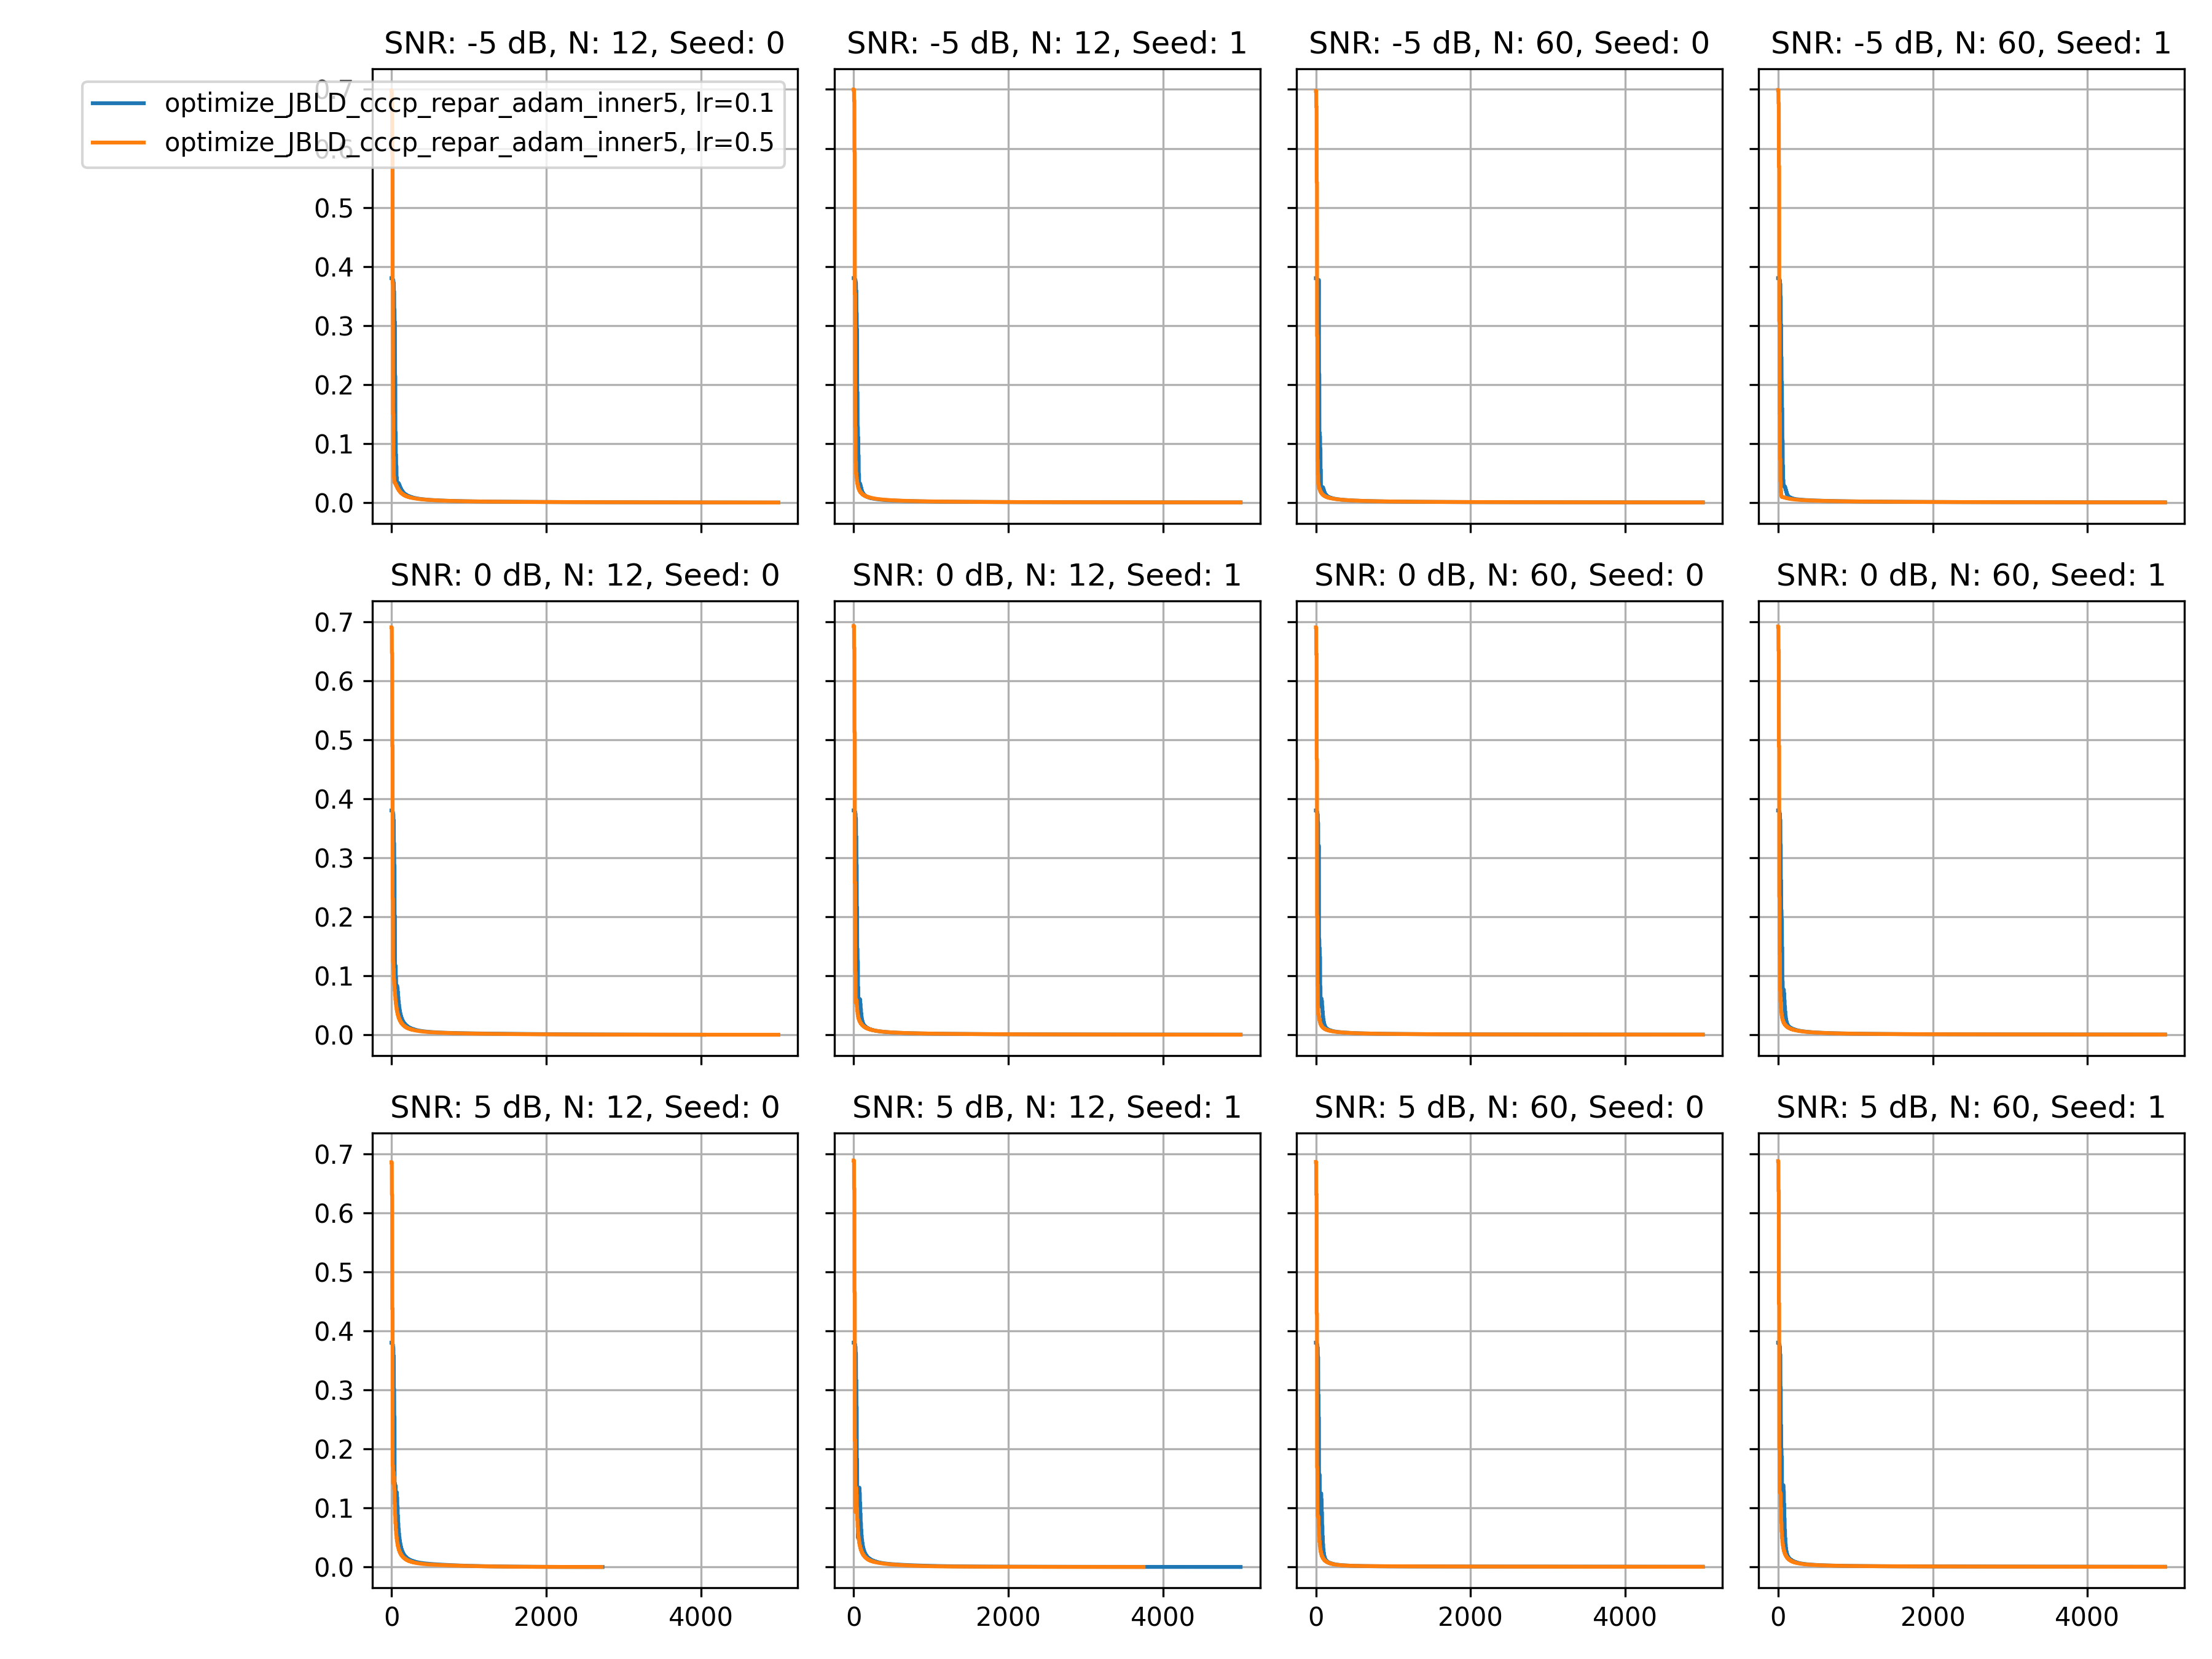 SNR: -5 dB, N: 12, Seed: 0
SNR: -5 dB, N: 12, Seed: 1
SNR: -5 dB, N: 60, Seed: 0
SNR: -5 dB, N: 60, Seed: 1
optimize_JBLD_cccp_repar_adam_inner5, lr=0.1
optimize_JBLD_cccp_repar_adam_inner5, lr=0.5
0.7
0.6
0.5
0.4
0.3
0.2
0.1
0.0
SNR: 0 dB, N: 12, Seed: 0
SNR: 0 dB, N: 12, Seed: 1
SNR: 0 dB, N: 60, Seed: 0
SNR: 0 dB, N: 60, Seed: 1
0.7
0.6
0.5
0.4
0.3
0.2
0.1
0.0
SNR: 5 dB, N: 12, Seed: 0
SNR: 5 dB, N: 12, Seed: 1
SNR: 5 dB, N: 60, Seed: 0
SNR: 5 dB, N: 60, Seed: 1
0.7
0.6
0.5
0.4
0.3
0.2
0.1
0.0
0 2000 4000
0 2000 4000
0 2000 4000
0 2000 4000